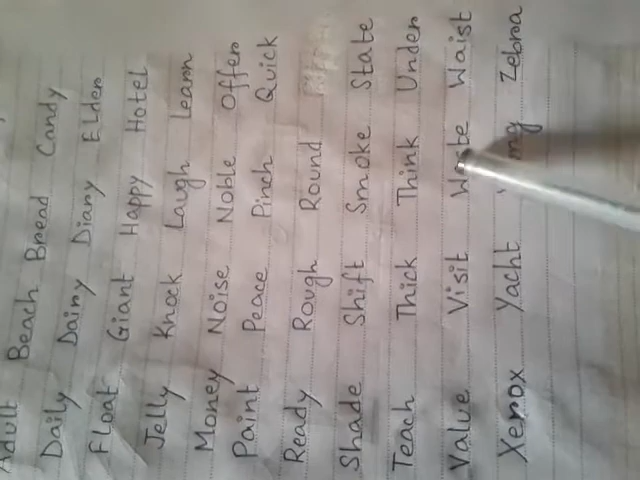 Adult Beach Bread Candy
Daily Dairy Diary Elder
Float Giant Happy Hotel
Jelly Knock Laugh Learn
Money Noise Noble Offer
Paint Peace Pinch Quick
Ready Rough Round
Shade Shift Smoke State
Teach Thick Think Under
Value Visit Waist
Xerox Yacht Zebra